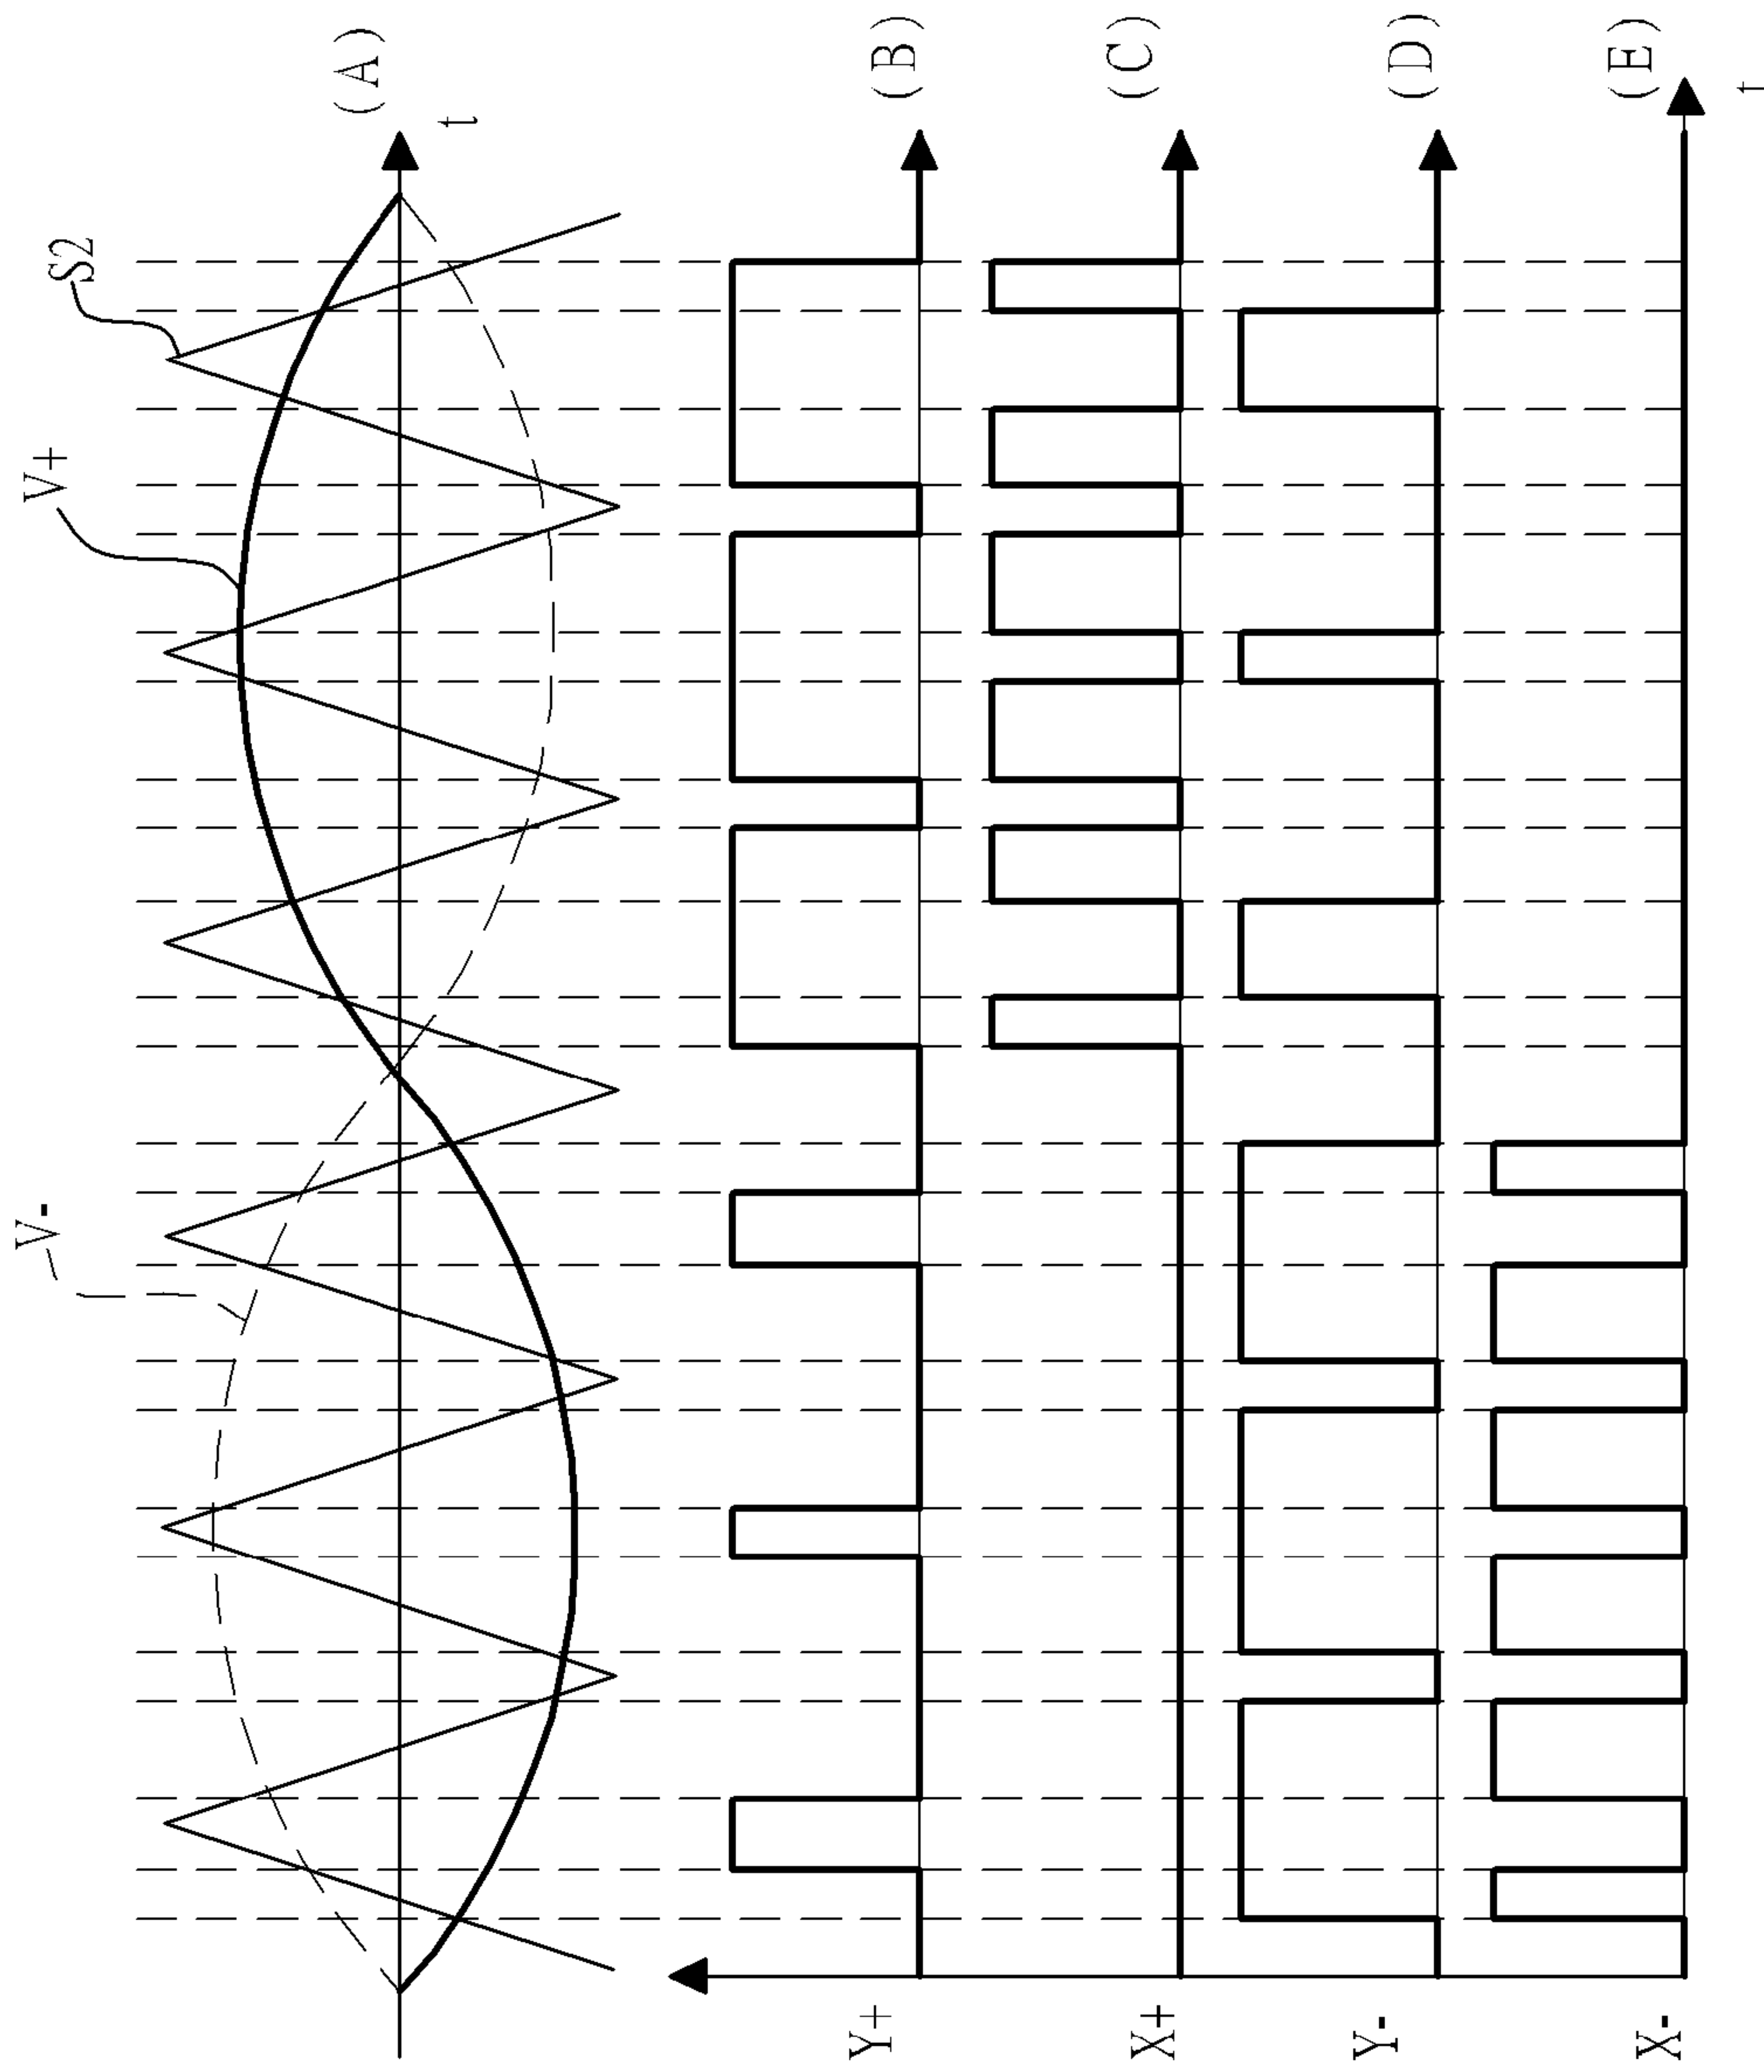 V- V+ S2
(A)
t
Y+ (B)
X+ (C)
Y- (D)
X- (E)
t